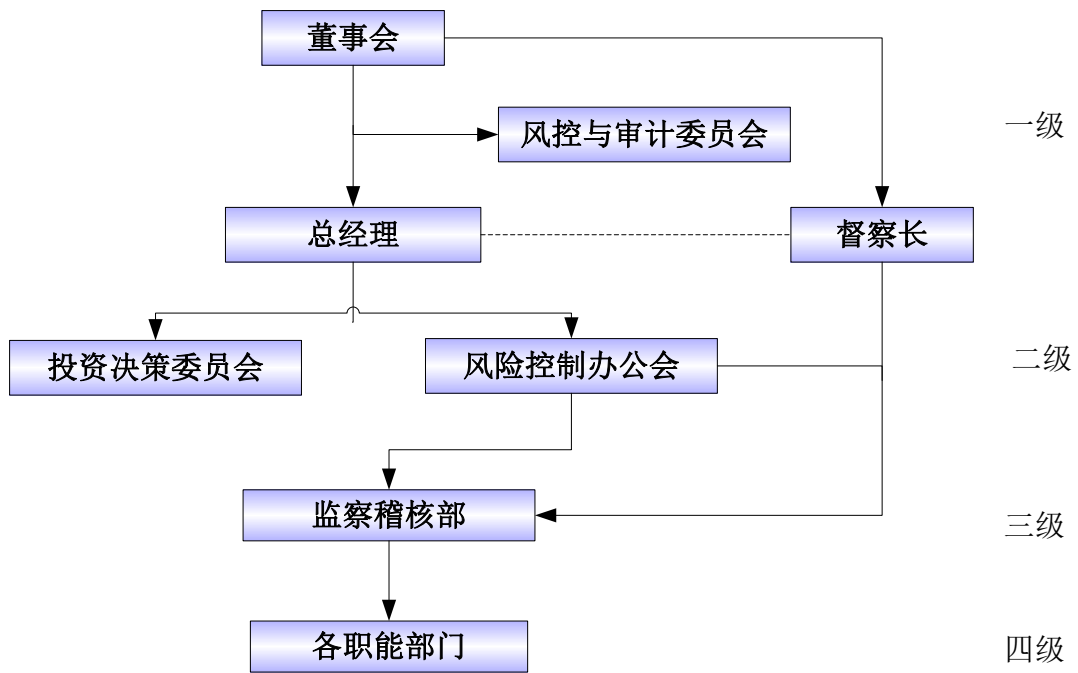 董事会
风控与审计委员会
一级
总经理
督察长
投资决策委员会
风险控制办公会
二级
监察稽核部
三级
各职能部门
四级